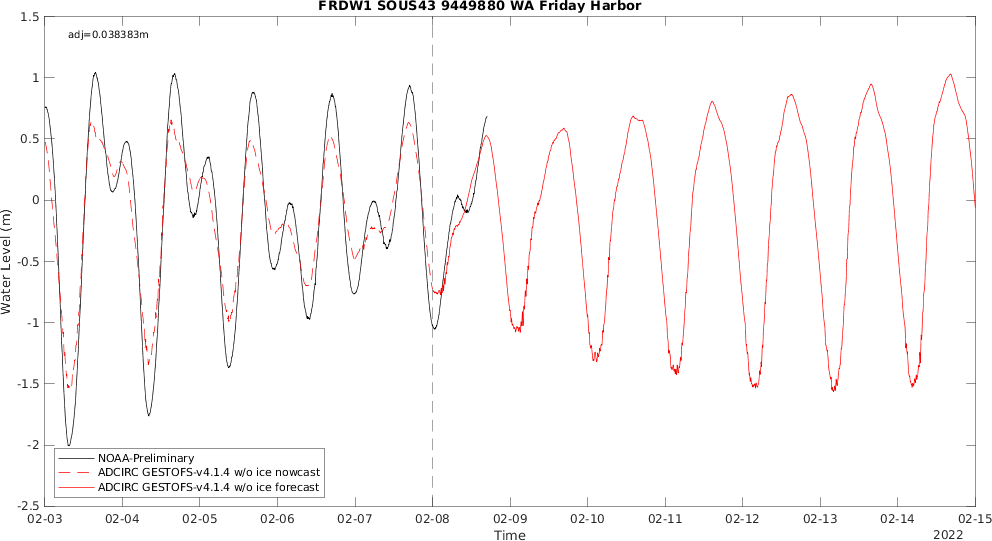 FRDW1 SOUS43 9449880 WA Friday Harbor
adj=0.038383m
1.5
1
0.5
0
-0.5
-1
-1.5
-2
-2.5
Water Level (m)
NOAA-Preliminary
ADCIRC GESTOFS-v4.1.4 w/o ice nowcast
ADCIRC GESTOFS-v4.1.4 w/o ice forecast
02-03 02-04 02-05 02-06 02-07 02-08 02-09 02-10 02-11 02-12 02-13 02-14 02-15
Time
2022